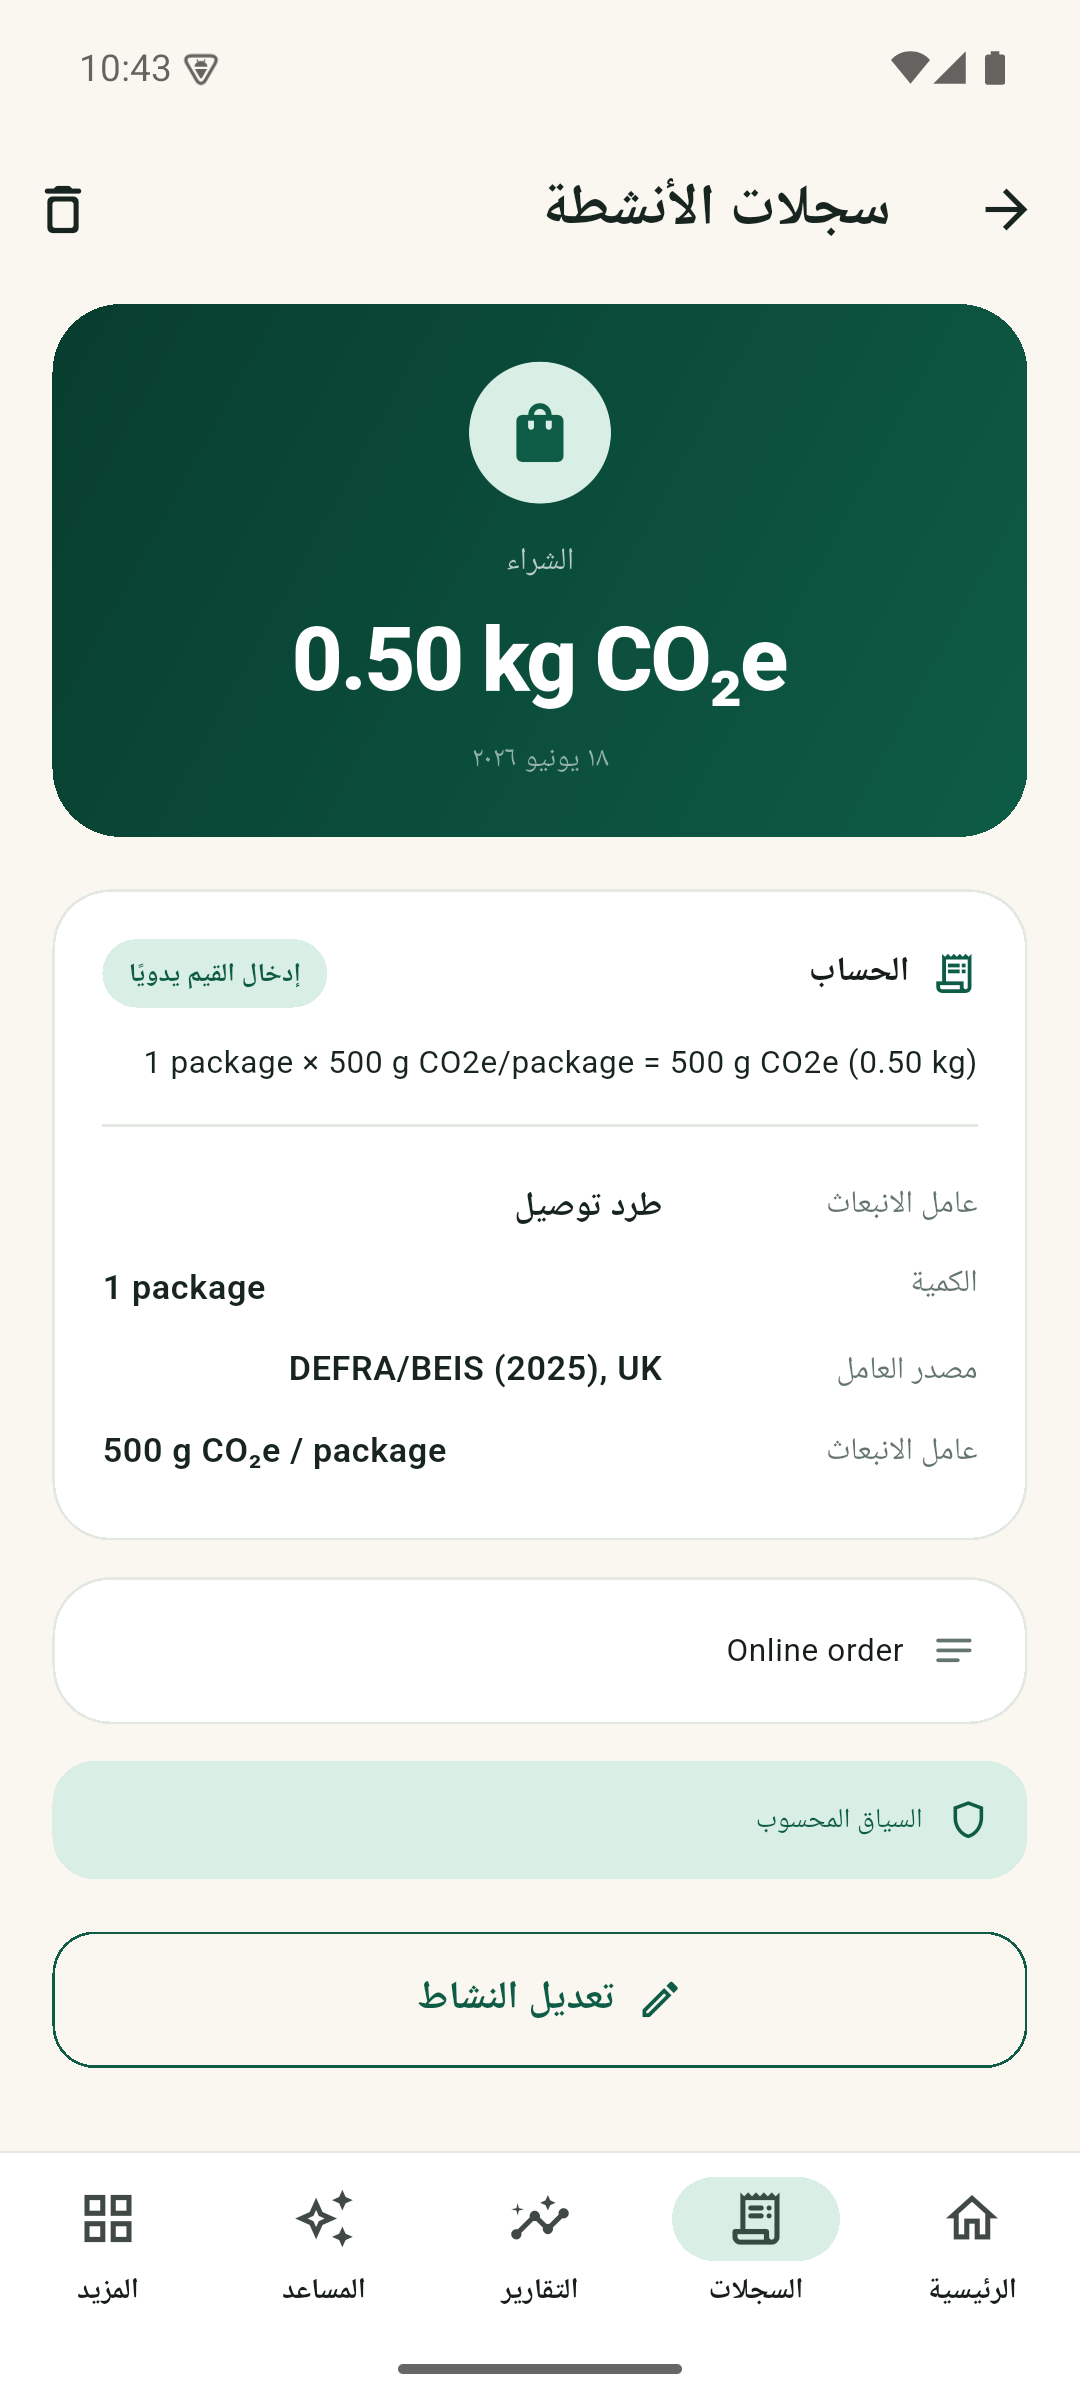 10:43
سجلات الأنشطة
الشراء
0.50 kg CO₂e
١٨ يونيو ٢٠٢٦
الحساب
إدخال القيم يدويًا
1 package × 500 g CO2e/package = 500 g CO2e (0.50 kg)
عامل الانبعاث طرد توصيل
الكمية 1 package
مصدر العامل DEFRA/BEIS (2025), UK
عامل الانبعاث 500 g CO₂e / package
Online order
السياق المحسوب
تعديل النشاط
الرئيسية السجلات التقارير المساعد المزيد